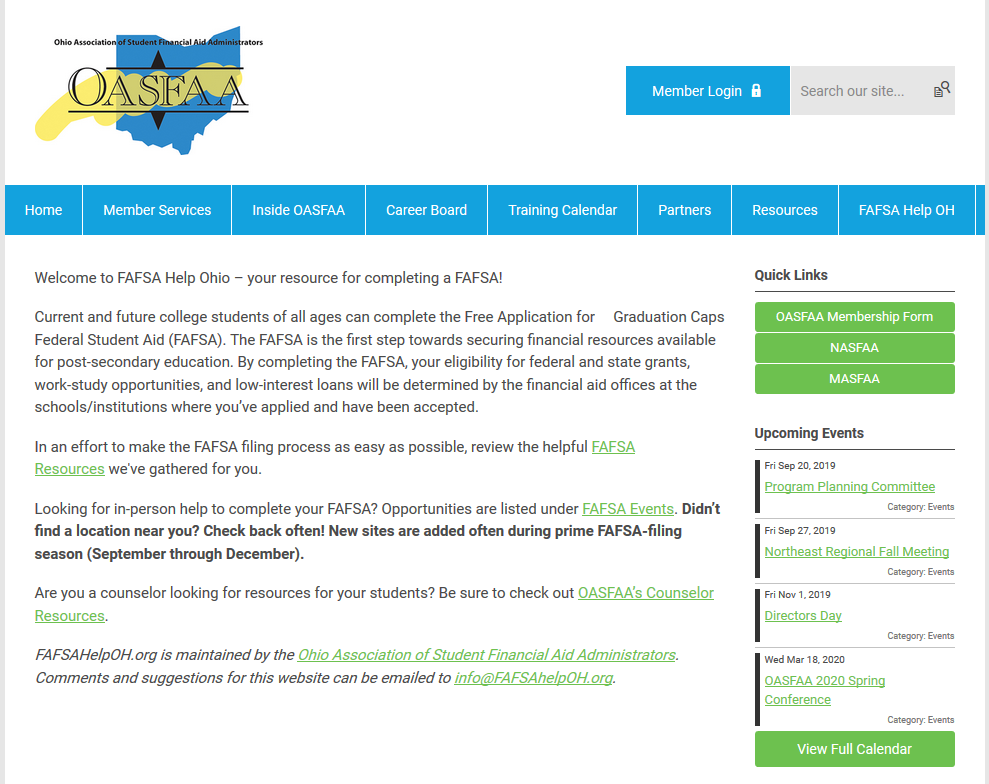 Ohio Association of Student Financial Aid Administrators
OASFAA
Member Login
Search our site...
Home
Member Services
Inside OASFAA
Career Board
Training Calendar
Partners
Resources
FAFSA Help OH
Welcome to FAFSA Help Ohio – your resource for completing a FAFSA!
Current and future college students of all ages can complete the Free Application for Graduation Caps
Federal Student Aid (FAFSA). The FAFSA is the first step towards securing financial resources available
for post-secondary education. By completing the FAFSA, your eligibility for federal and state grants,
work-study opportunities, and low-interest loans will be determined by the financial aid offices at the
schools/institutions where you’ve applied and have been accepted.
In an effort to make the FAFSA filing process as easy as possible, review the helpful FAFSA
Resources we've gathered for you.
Looking for in-person help to complete your FAFSA? Opportunities are listed under FAFSA Events. Didn’t
find a location near you? Check back often! New sites are added often during prime FAFSA-filing
season (September through December).
Are you a counselor looking for resources for your students? Be sure to check out OASFAA’s Counselor
Resources.
FAFSAHelpOH.org is maintained by the Ohio Association of Student Financial Aid Administrators.
Comments and suggestions for this website can be emailed to info@FAFSAhelpOH.org.
Quick Links
OASFAA Membership Form
NASFAA
MASFAA
Upcoming Events
Fri Sep 20, 2019
Program Planning Committee
Category: Events
Fri Sep 27, 2019
Northeast Regional Fall Meeting
Category: Events
Fri Nov 1, 2019
Directors Day
Category: Events
Wed Mar 18, 2020
OASFAA 2020 Spring
Conference
Category: Events
View Full Calendar